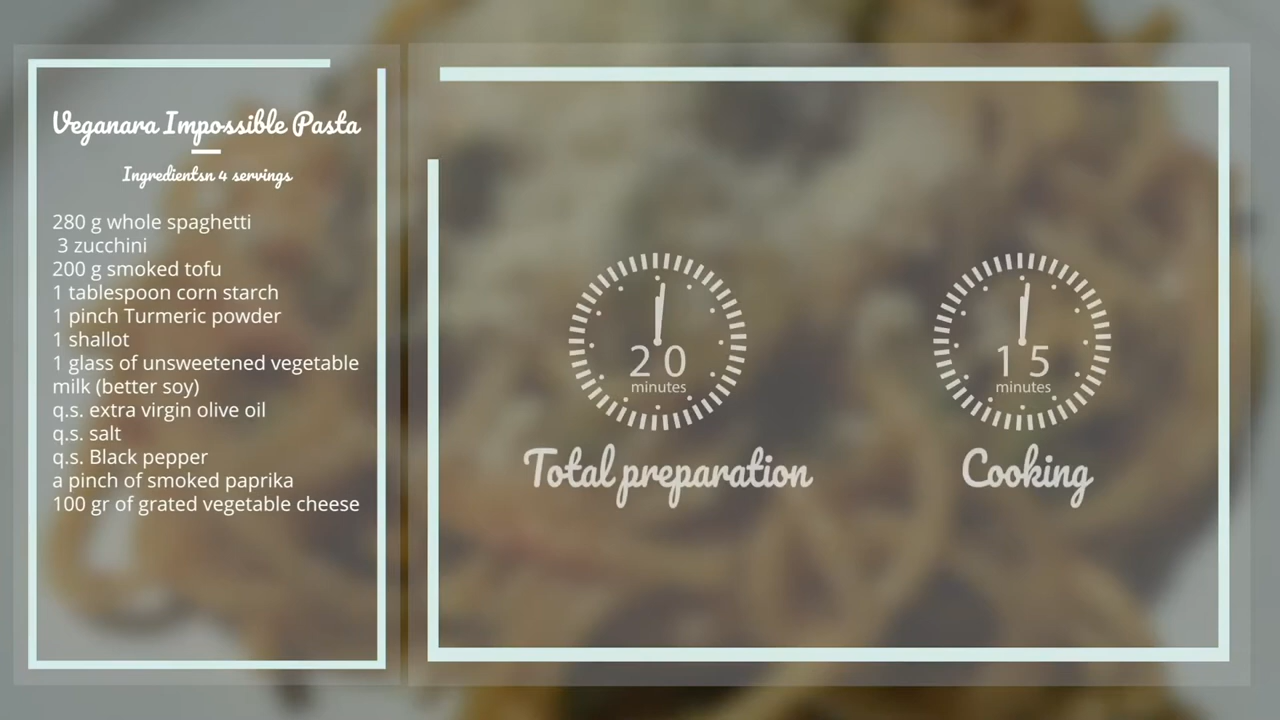 Veganara Impossible Pasta
Ingredientsn 4 servings
280 g whole spaghetti
3 zucchini
200 g smoked tofu
1 tablespoon corn starch
1 pinch Turmeric powder
1 shallot
1 glass of unsweetened vegetable
milk (better soy)
q.s. extra virgin olive oil
q.s. salt
q.s. Black pepper
a pinch of smoked paprika
100 gr of grated vegetable cheese
20
minutes
Total preparation
15
minutes
Cooking